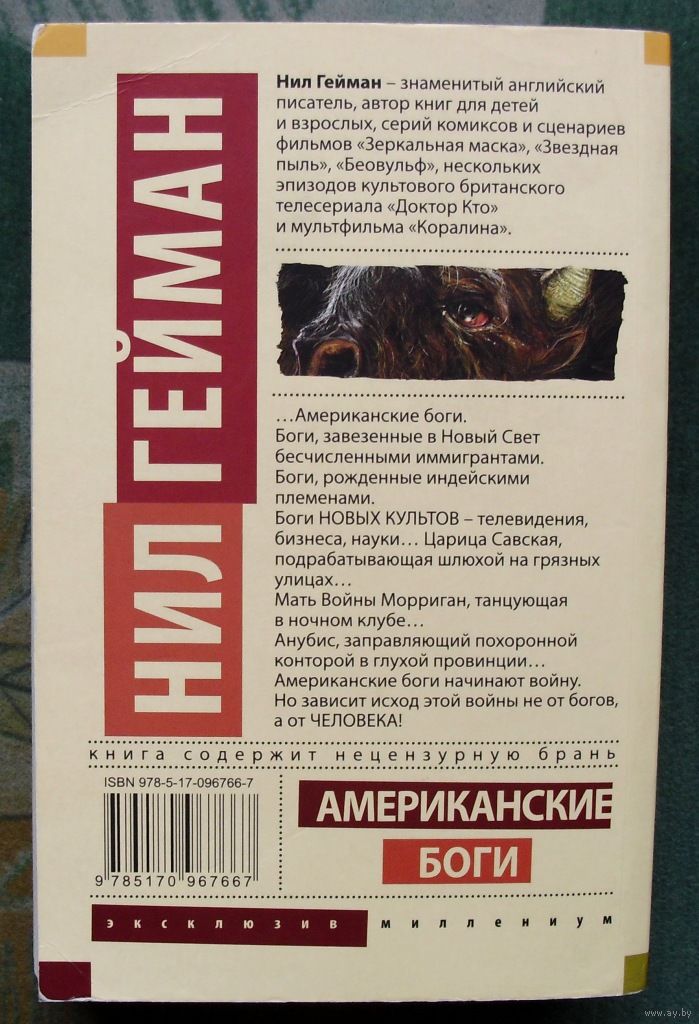 НИЛ ГЕЙМАН
Нил Гейман – знаменитый английский
писатель, автор книг для детей
и взрослых, серий комиксов и сценариев
фильмов «Зеркальная маска», «Звездная
пыль», «Беовульф», нескольких
эпизодов культового британского
телесериала «Доктор Кто»
и мультфильма «Коралина».
…Американские боги.
Боги, завезенные в Новый Свет
бесчисленными иммигрантами.
Боги, рожденные индейскими
племенами.
Боги НОВЫХ КУЛЬТОВ – телевидения,
бизнеса, науки… Царица Савская,
подрабатывающая шлюхой на грязных
улицах…
Мать Войны Морриган, танцующая
в ночном клубе…
Анубис, заправляющий похоронной
конторой в глухой провинции…
Американские боги начинают войну.
Но зависит исход этой войны не от богов,
а от ЧЕЛОВЕКА!
книга содержит нецензурную брань
ISBN 978-5-17-096766-7
9 785170 967667
АМЕРИКАНСКИЕ
БОГИ
эксклюзив миллениум
www.ay.by